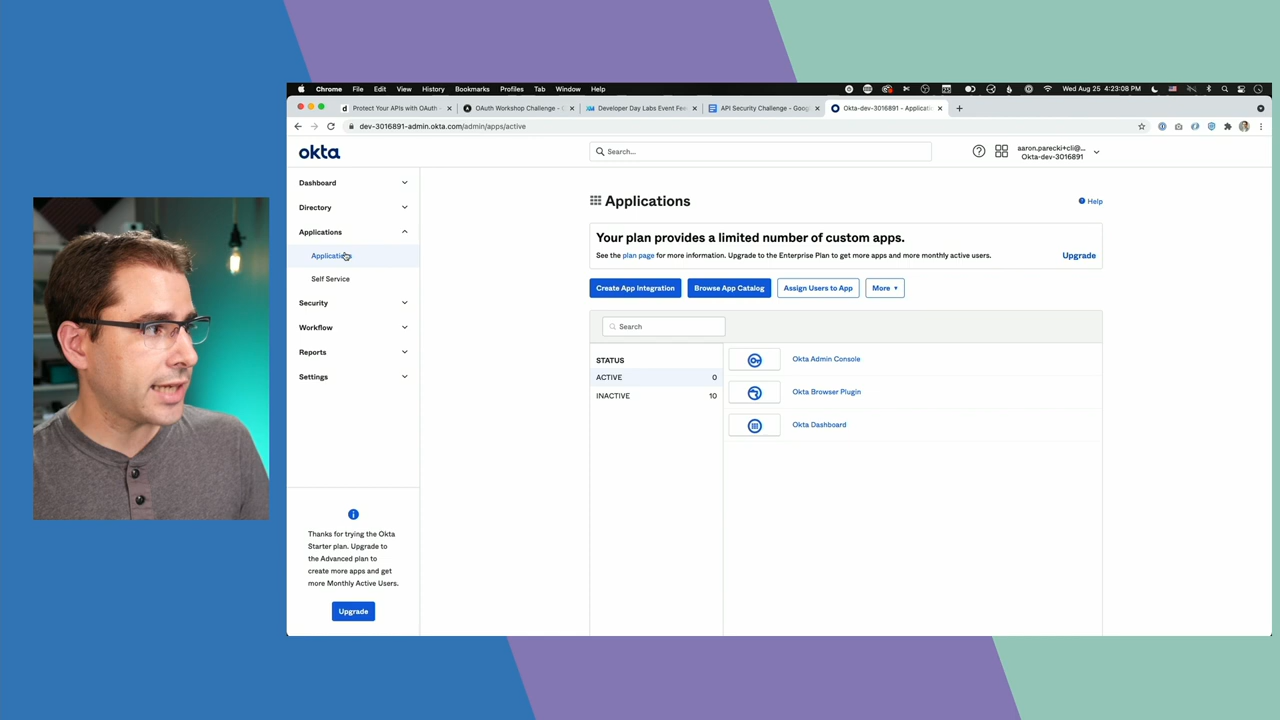 Chrome File Edit View History Bookmarks Profiles Tab Window Help
Wed Aug 25 4:23:08 PM
Protect Your APIs with OAuth
OAuth Workshop Challenge -
Developer Day Labs Event Fee
API Security Challenge - Goog
Okta-dev-3016891 - Applicatio
dev-3016891-admin.okta.com/admin/apps/active
okta
Search...
aaron.parecki+cli@...
Okta-dev-3016891
Dashboard
Directory
Applications
Applications
Self Service
Security
Workflow
Reports
Settings
Thanks for trying the Okta
Starter plan. Upgrade to
the Advanced plan to
create more apps and get
more Monthly Active Users.
Upgrade
Applications
Help
Your plan provides a limited number of custom apps.
See the plan page for more information. Upgrade to the Enterprise Plan to get more apps and more monthly active users.
Upgrade
Create App Integration
Browse App Catalog
Assign Users to App
More
Search
STATUS
ACTIVE 0
INACTIVE 10
Okta Admin Console
Okta Browser Plugin
Okta Dashboard